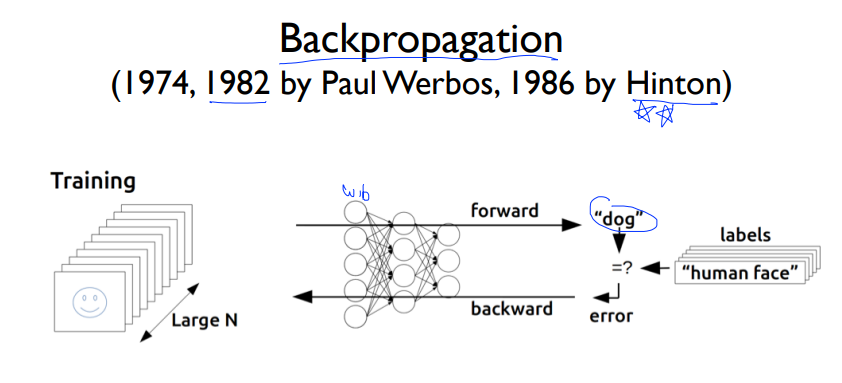 Backpropagation
(1974, 1982 by Paul Werbos, 1986 by Hinton)
Training
Large N
w,b
forward
backward
"dog"
=?
error
labels
"human face"